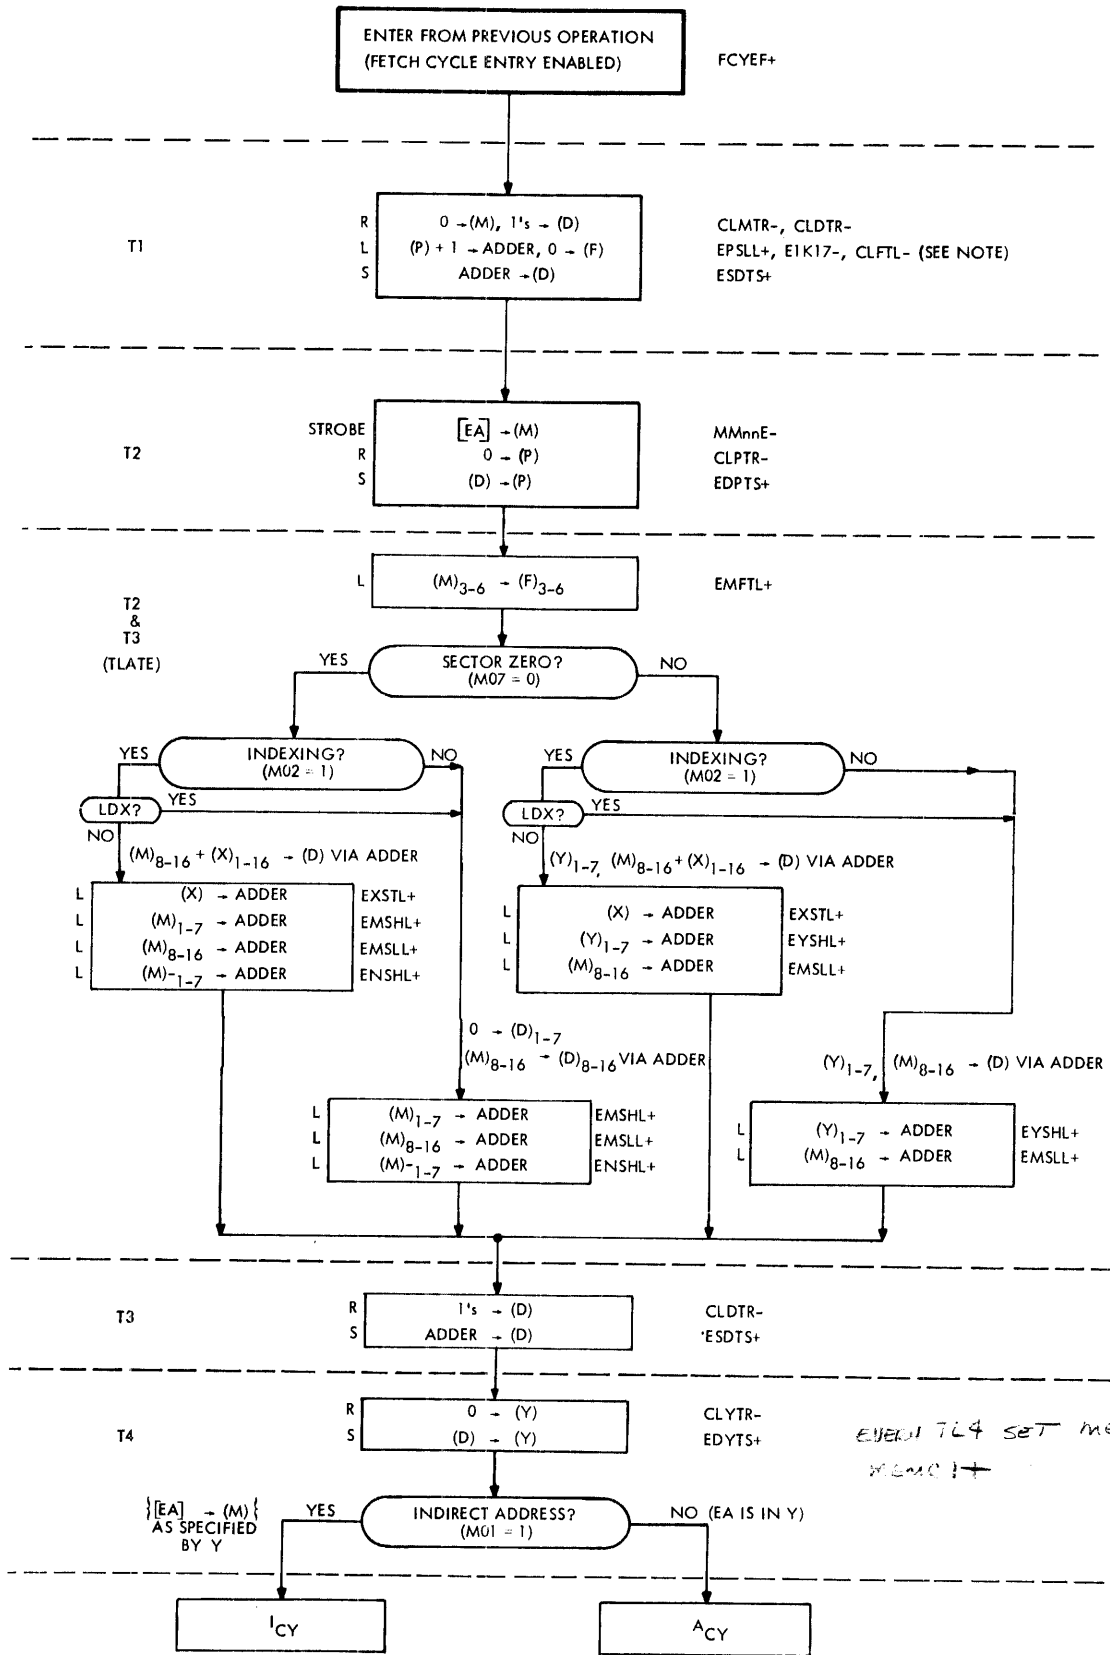 ENTER FROM PREVIOUS OPERATION
(FETCH CYCLE ENTRY ENABLED)
FCYEF+
T1
R 0 → (M), 1's → (D) CLMTR-, CLDTR-
L (P) + 1 → ADDER, 0 → (F) EPSLL+, E1K17-, CLFTL- (SEE NOTE)
S ADDER → (D) ESDTS+
T2
STROBE [EA] → (M) MMnnE-
R 0 → (P) CLPTR-
S (D) → (P) EDPTS+
T2
&
T3
(TLATE)
L (M)3-6 → (F)3-6 EMFTL+
SECTOR ZERO?
(M07 = 0)
YES
NO
INDEXING?
(M02 = 1)
YES
NO
LDX?
YES
NO
(M)8-16 + (X)1-16 → (D) VIA ADDER
L (X) → ADDER EXSTL+
L (M)1-7 → ADDER EMSHL+
L (M)8-16 → ADDER EMSLL+
L (M)-1-7 → ADDER ENSHL+
0 → (D)1-7
(M)8-16 → (D)8-16 VIA ADDER
L (M)1-7 → ADDER EMSHL+
L (M)8-16 → ADDER EMSLL+
L (M)-1-7 → ADDER ENSHL+
INDEXING?
(M02 = 1)
YES
NO
LDX?
YES
NO
(Y)1-7, (M)8-16 + (X)1-16 → (D) VIA ADDER
L (X) → ADDER EXSTL+
L (Y)1-7 → ADDER EYSHL+
L (M)8-16 → ADDER EMSLL+
(Y)1-7, (M)8-16 → (D) VIA ADDER
L (Y)1-7 → ADDER EYSHL+
L (M)8-16 → ADDER EMSLL+
T3
R 1's → (D) CLDTR-
S ADDER → (D) ESDTS+
T4
R 0 → (Y) CLYTR-
S (D) → (Y) EDYTS+
SET
INDIRECT ADDRESS?
(M01 = 1)
YES
NO (EA IS IN Y)
}[EA] → (M){
AS SPECIFIED
BY Y
ICY
ACY